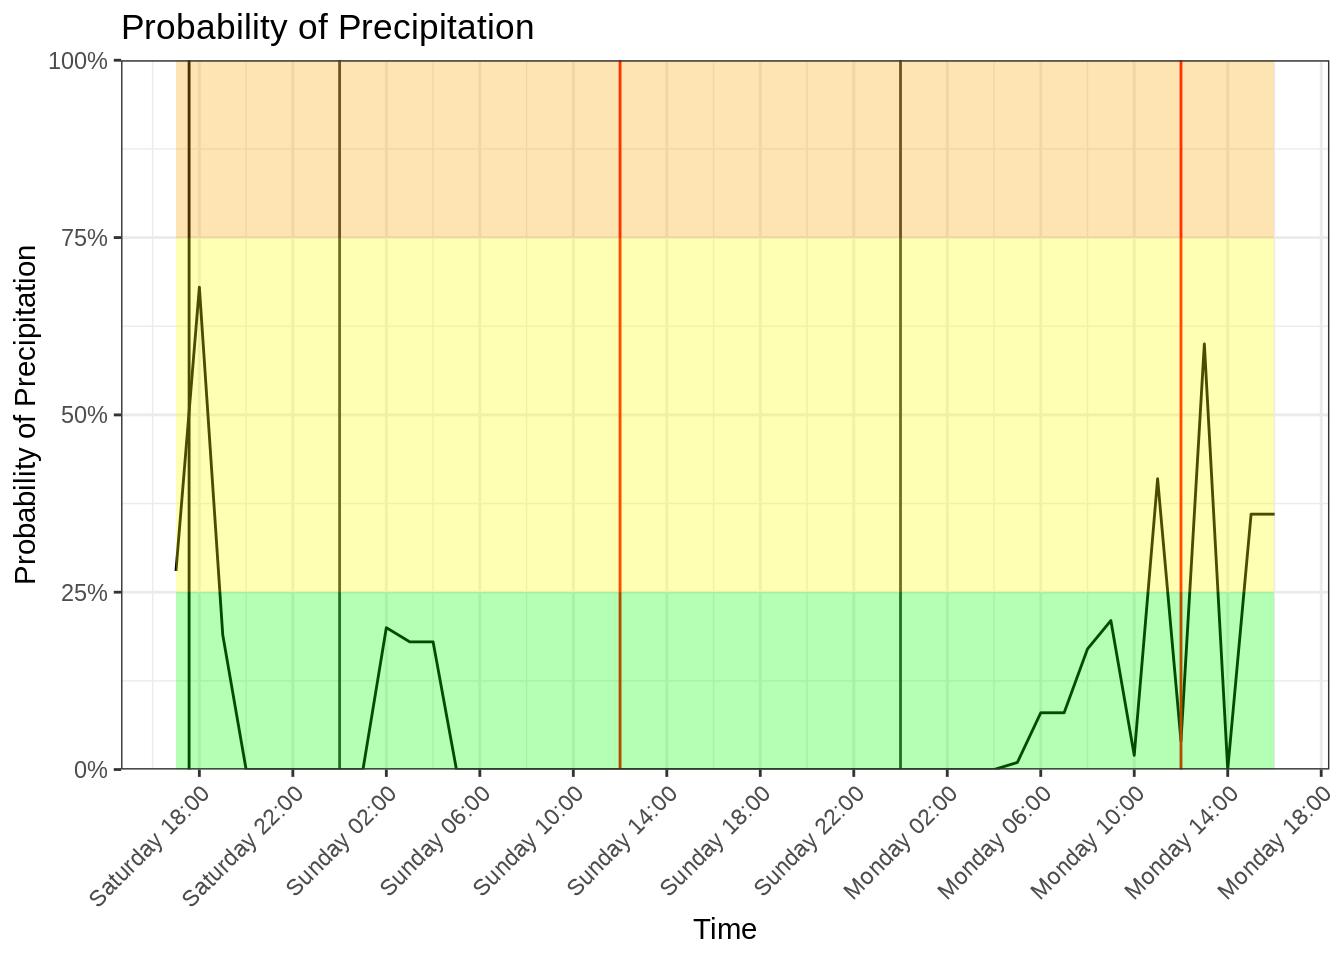 Probability of Precipitation
Probability of Precipitation
100%
75%
50%
25%
0%
Saturday 18:00
Saturday 22:00
Sunday 02:00
Sunday 06:00
Sunday 10:00
Sunday 14:00
Sunday 18:00
Sunday 22:00
Monday 02:00
Monday 06:00
Monday 10:00
Monday 14:00
Monday 18:00
Time